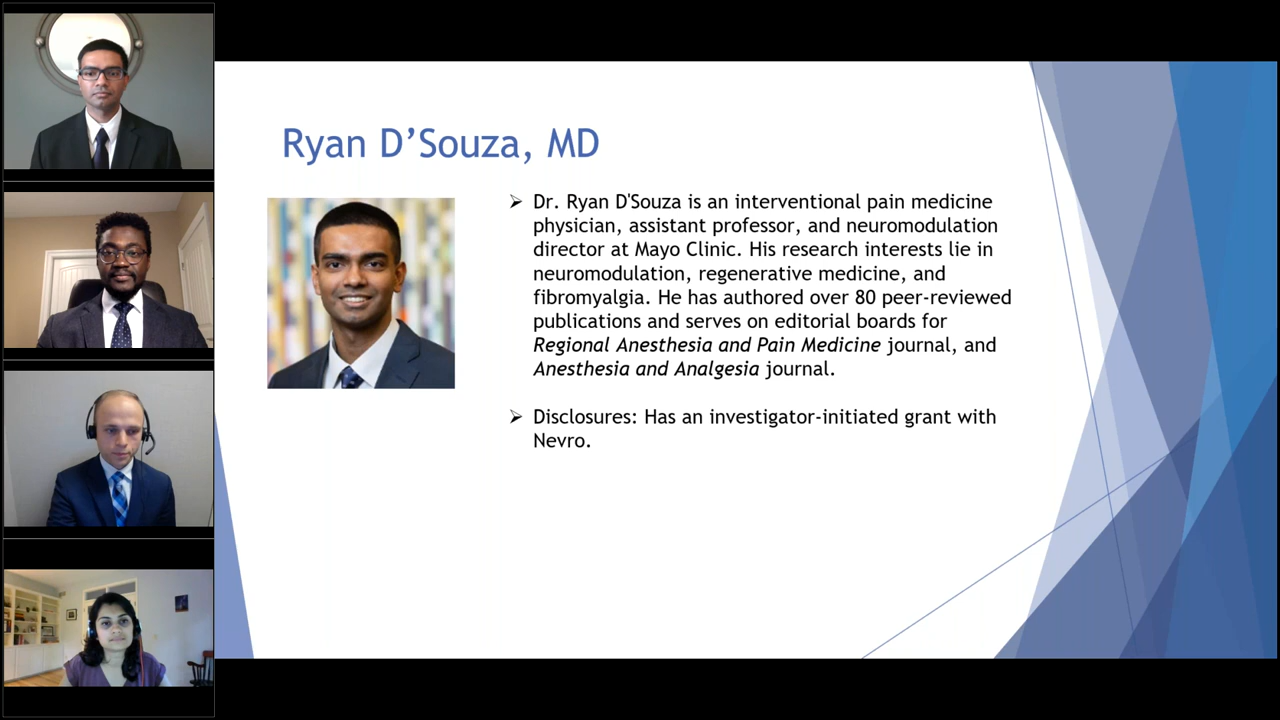 Ryan D’Souza, MD
➢ Dr. Ryan D'Souza is an interventional pain medicine
physician, assistant professor, and neuromodulation
director at Mayo Clinic. His research interests lie in
neuromodulation, regenerative medicine, and
fibromyalgia. He has authored over 80 peer-reviewed
publications and serves on editorial boards for
Regional Anesthesia and Pain Medicine journal, and
Anesthesia and Analgesia journal.
➢ Disclosures: Has an investigator-initiated grant with
Nevro.